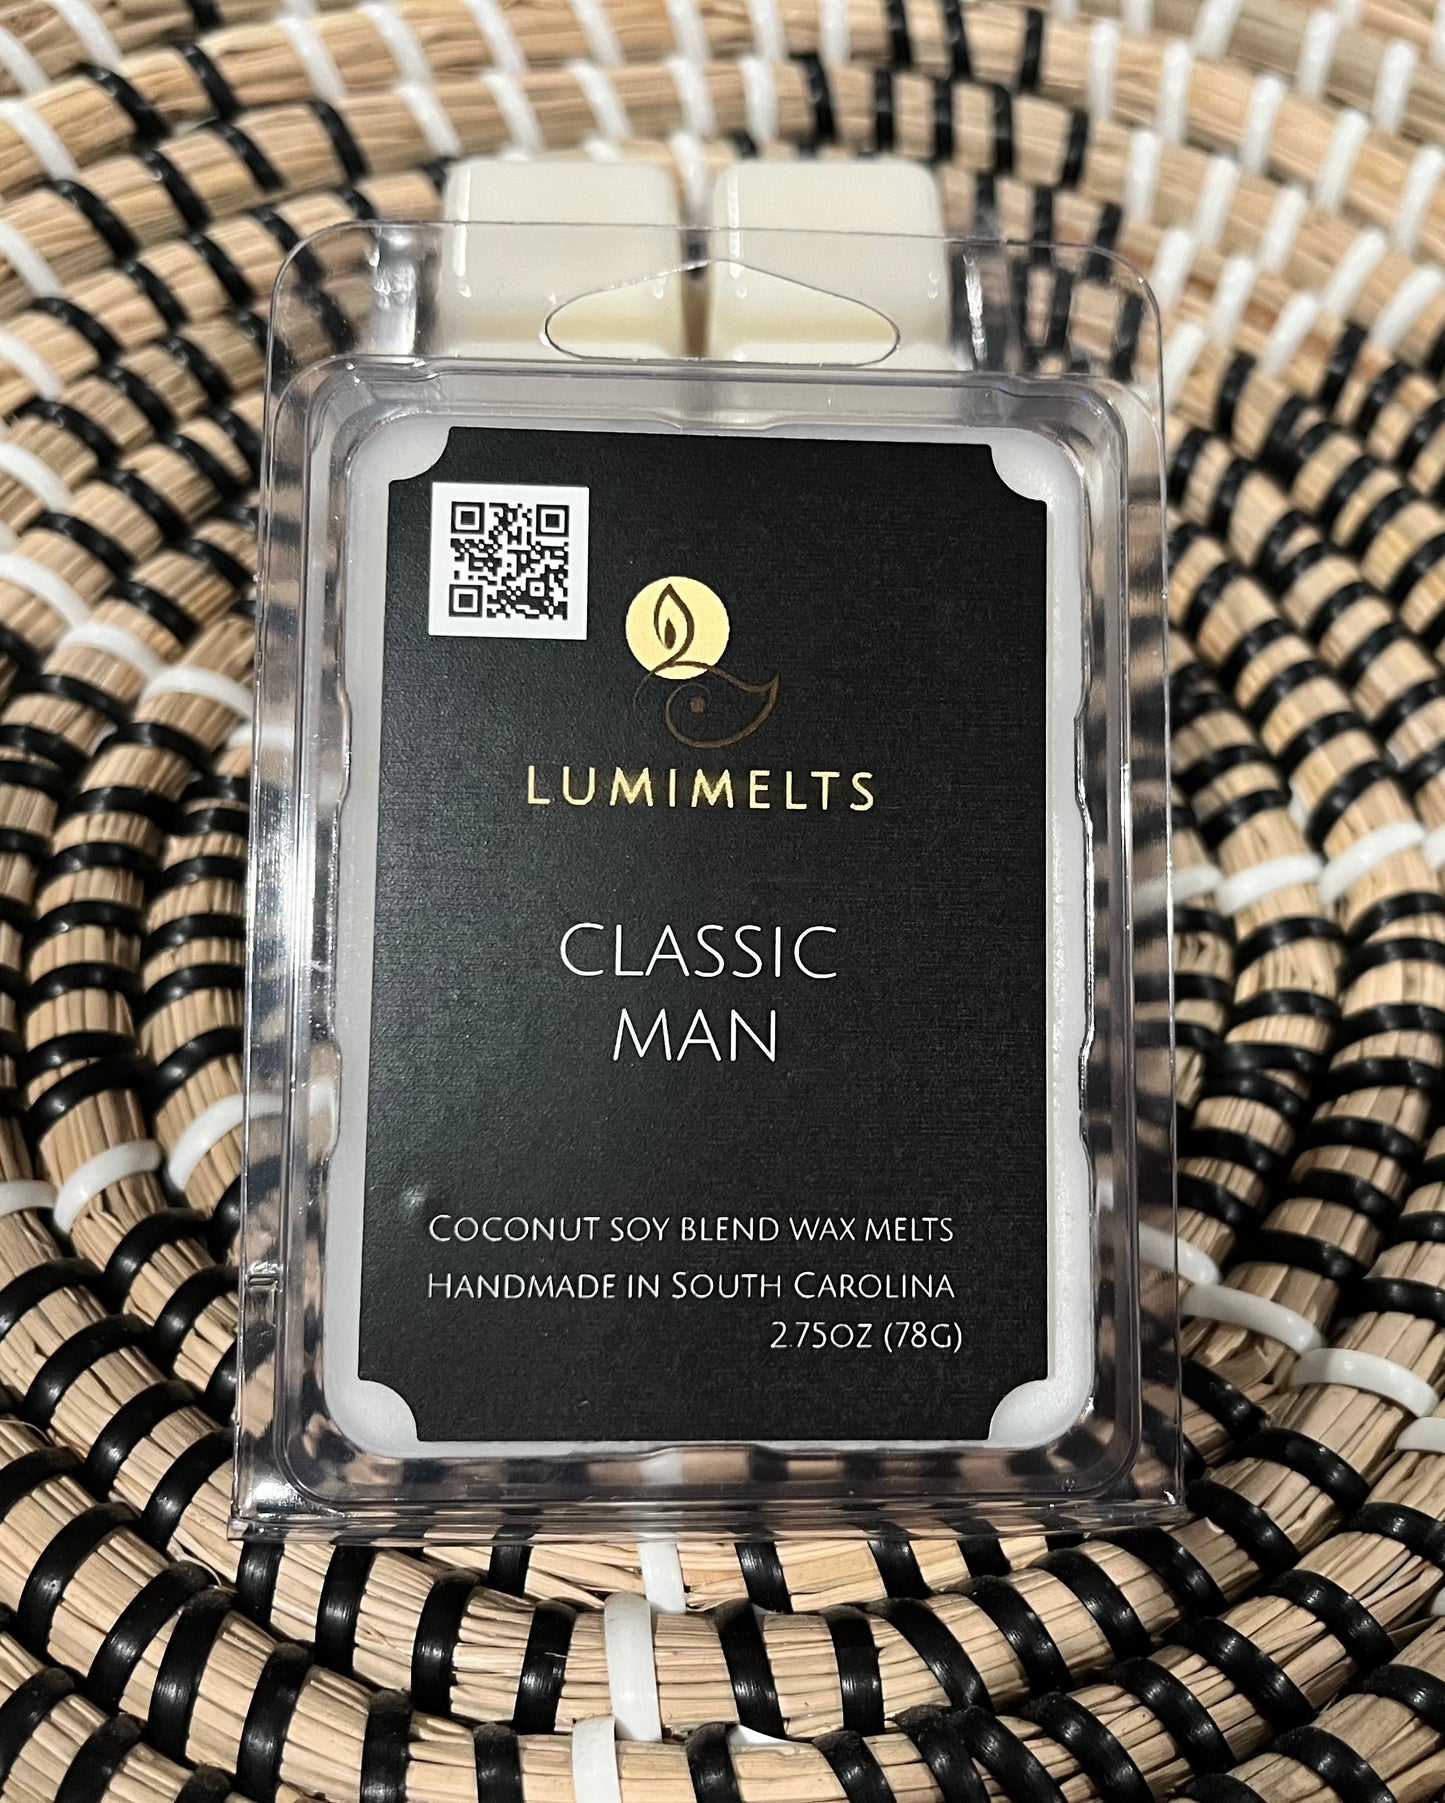 LUMIMELTS
CLASSIC
MAN
COCONUT SOY BLEND WAX MELTS
HANDMADE IN SOUTH CAROLINA
2.75OZ (78G)